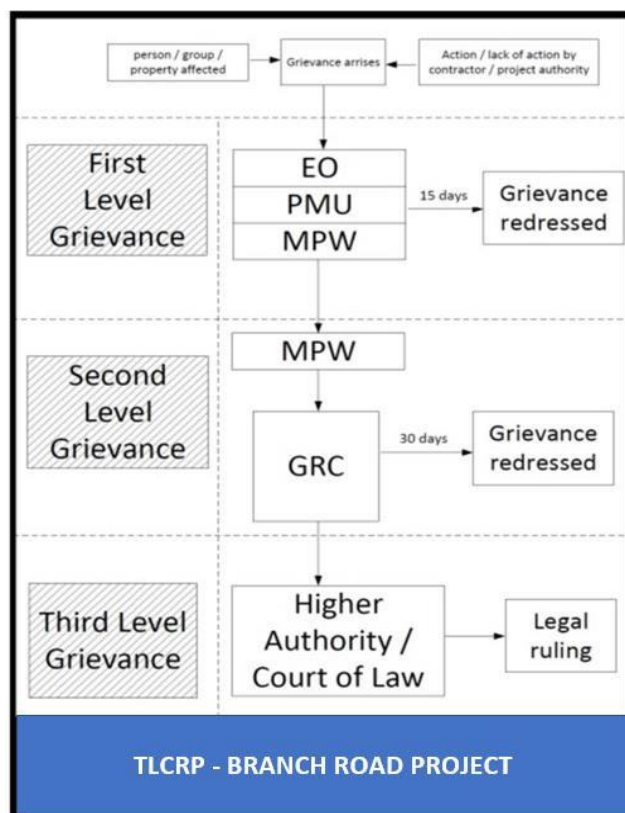 person / group /
property affected
Grievance arises
Action / lack of action by
contractor / project authority
First
Level
Grievance
EO
PMU
MPW
15 days
Grievance
redressed
Second
Level
Grievance
MPW
GRC
30 days
Grievance
redressed
Third Level
Grievance
Higher
Authority /
Court of Law
Legal
ruling
TLCRP - BRANCH ROAD PROJECT